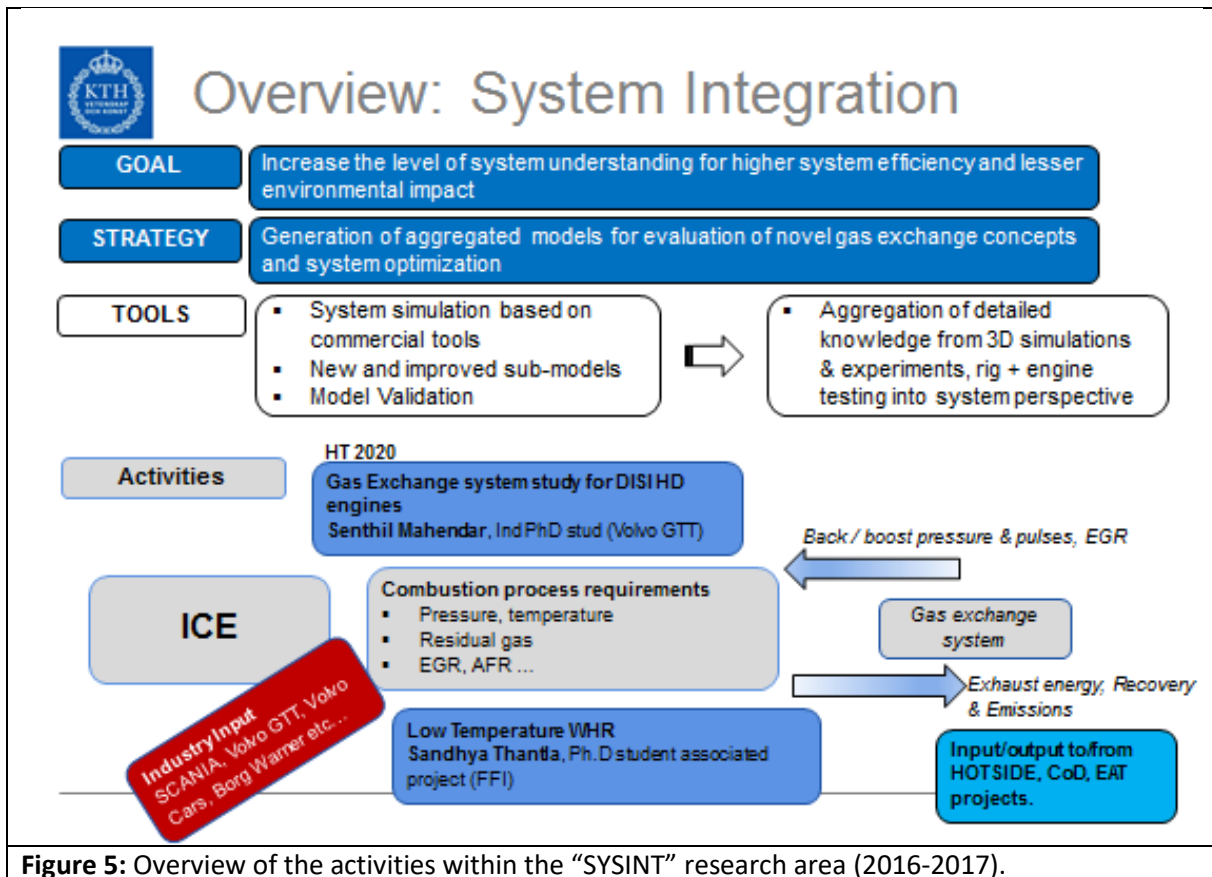 KTH
VETENSKAP
OCH KONST
Overview: System Integration
GOAL
Increase the level of system understanding for higher system efficiency and lesser
environmental impact
STRATEGY
Generation of aggregated models for evaluation of novel gas exchange concepts
and system optimization
TOOLS
▪ System simulation based on
commercial tools
▪ New and improved sub-models
▪ Model Validation
▪ Aggregation of detailed
knowledge from 3D simulations
& experiments, rig + engine
testing into system perspective
Activities
HT 2020
Gas Exchange system study for DISI HD
engines
Senthil Mahendar, Ind PhD stud (Volvo GTT)
Back / boost pressure & pulses, EGR
ICE
Combustion process requirements
▪ Pressure, temperature
▪ Residual gas
▪ EGR, AFR ...
Gas exchange
system
Exhaust energy, Recovery
& Emissions
Industry Input
SCANIA, Volvo GTT, Volvo
Cars, Borg Warner etc...
Low Temperature WHR
Sandhya Thantla, Ph.D student associated
project (FFI)
Input/output to/from
HOTSIDE, CoD, EAT
projects.
Figure 5: Overview of the activities within the “SYSINT” research area (2016-2017).